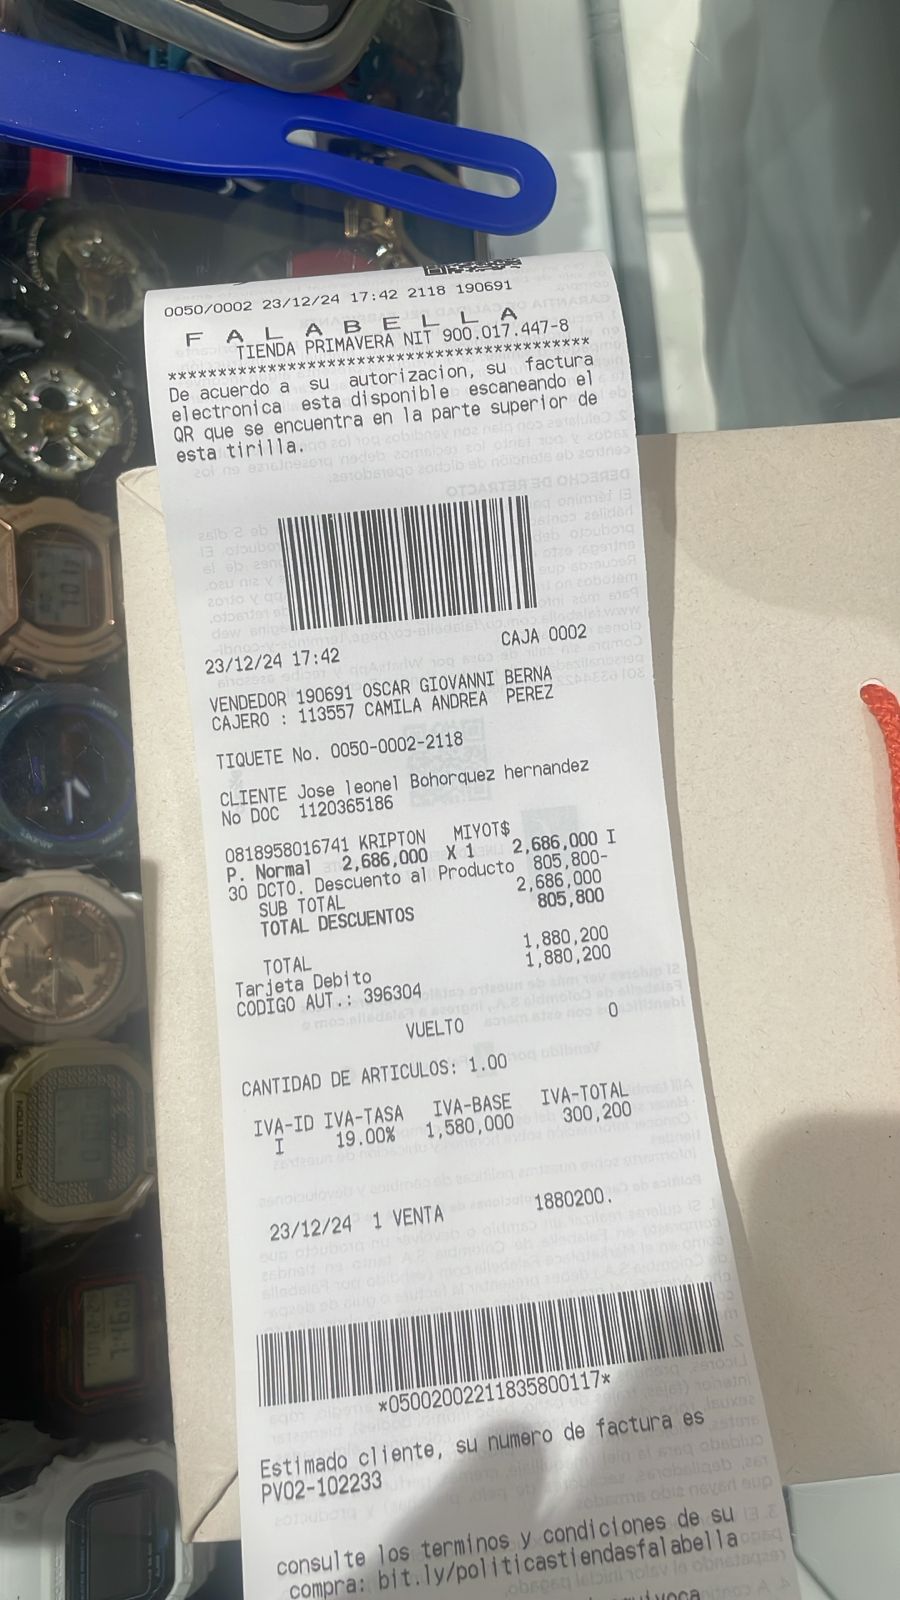 0050/0002 23/12/24 17:42 2118 190691
F A L A B E L L A
TIENDA PRIMAVERA NIT 900.017.447-8
******************************************
De acuerdo a su autorizacion, su factura
electronica esta disponible escaneando el
QR que se encuentra en la parte superior de
esta tirilla.
23/12/24 17:42 CAJA 0002
VENDEDOR 190691 OSCAR GIOVANNI BERNA
CAJERO : 113557 CAMILA ANDREA PEREZ
TIQUETE No. 0050-0002-2118
CLIENTE Jose leonel Bohorquez hernandez
No DOC 1120365186
0818958016741 KRIPTON MIYOT$
P. Normal 2,686,000 X 1 2,686,000 I
30 DCTO. Descuento al Producto 805.800-
SUB TOTAL 2,686,000
TOTAL DESCUENTOS 805,800
TOTAL 1,880,200
Tarjeta Debito 1,880,200
CODIGO AUT.: 396304
VUELTO 0
CANTIDAD DE ARTICULOS: 1.00
IVA-ID IVA-TASA IVA-BASE IVA-TOTAL
I 19.00% 1,580,000 300,200
23/12/24 1 VENTA 1880200.
*05002002211835800117*
Estimado cliente, su numero de factura es
PV02-102233
consulte los terminos y condiciones de su
compra: bit.ly/politicastiendasfalabella